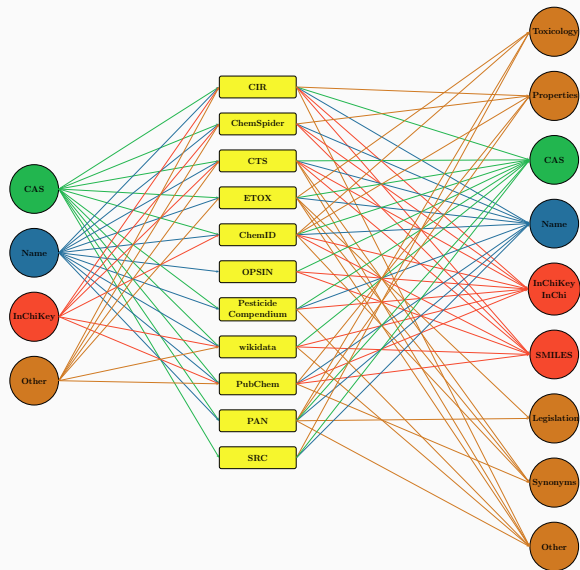 CAS
Name
InChiKey
Other
CIR
ChemSpider
CTS
ETOX
ChemID
OPSIN
Pesticide
Compendium
wikidata
PubChem
PAN
SRC
Toxicology
Properties
CAS
Name
InChiKey
InChi
SMILES
Legislation
Synonyms
Other